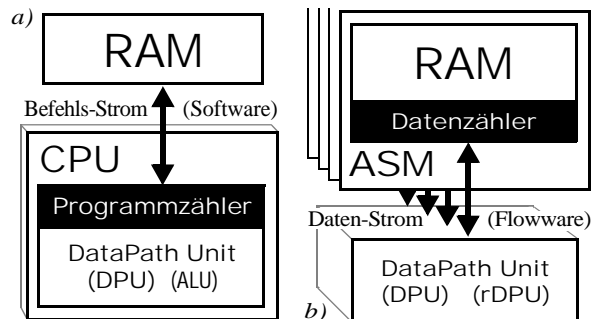 a)
RAM
Befehls-Strom (Software)
CPU
Programmzähler
DataPath Unit
(DPU) (ALU)
RAM
Datenzähler
ASM
Daten-Strom (Flowware)
DataPath Unit
(DPU) (rDPU)
b)